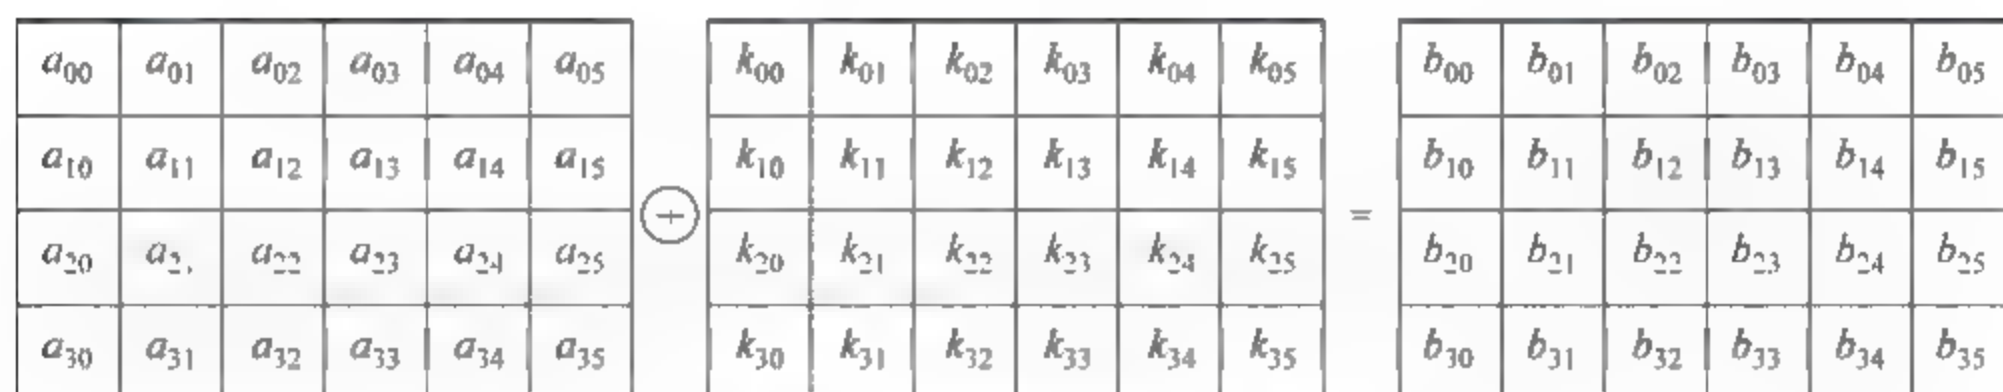 a00 a01 a02 a03 a04 a05 k00 k01 k02 k03 k04 k05 b00 b01 b02 b03 b04 b05
a10 a11 a12 a13 a14 a15 k10 k11 k12 k13 k14 k15 b10 b11 b12 b13 b14 b15
+ =
a20 a22 a23 a24 a25 k20 k21 k22 k23 k24 k25 b20 b21 b22 b23 b24 b25
a30 a31 a32 a33 a34 a35 k30 k31 k32 k33 k34 k35 b30 b31 b32 b33 b34 b35